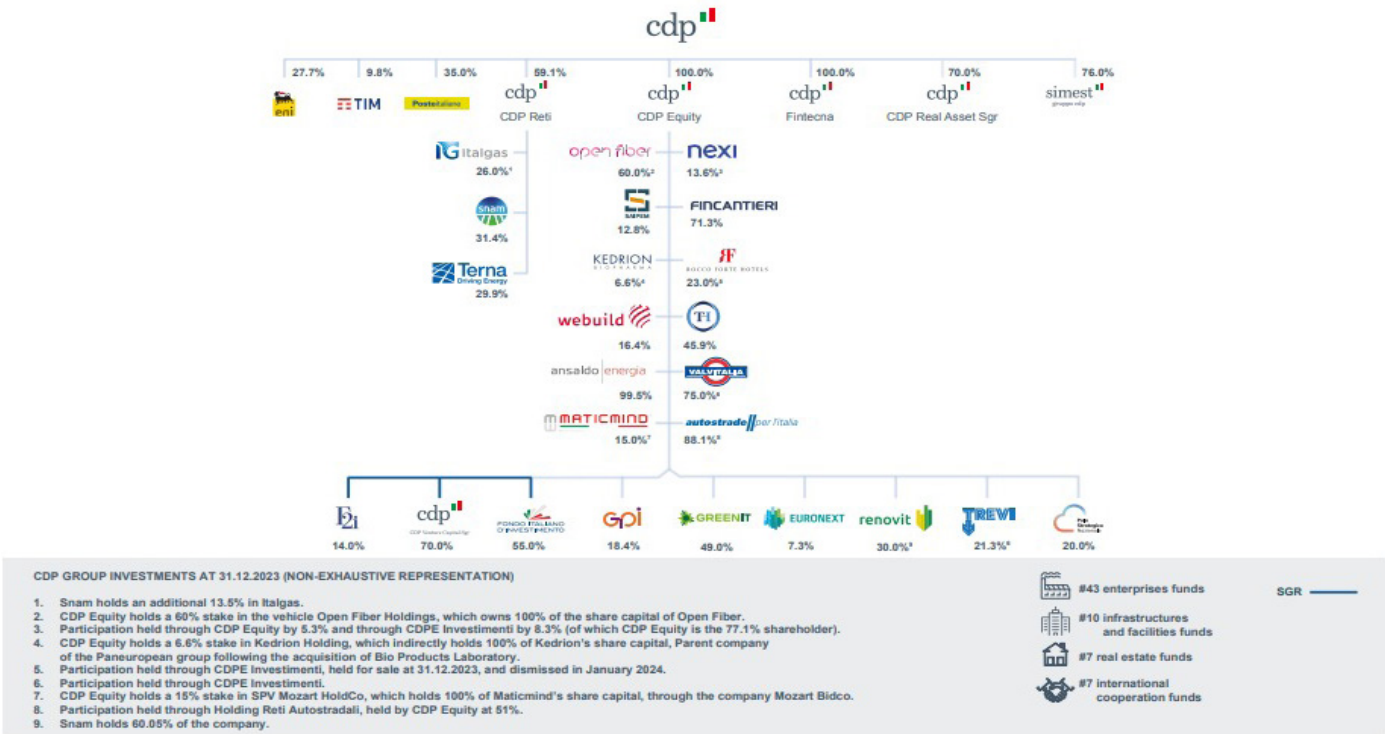 cdp
27.7% 9.8% 35.0% 59.1% 100.0% 100.0% 70.0% 76.0%
eni TIM Posteitaliane cdp cdp cdp cdp simest
gruppo cdp
CDP Reti CDP Equity Fintecna CDP Real Asset Sgr
IG Italgas open fiber nexi
26.0%¹ 60.0%² 13.6%³
snam SAIPEM FINCANTIERI
31.4% 12.8% 71.3%
Terna KEDRION RF
Driving Energy BIOPHARMA ROCCO FORTE HOTELS
29.9% 6.6%⁴ 23.0%⁵
webuild TH
16.4% 45.9%
ansaldo energia VALVITALIA
99.5% 75.0%⁶
MATICMIND autostrade per l'italia
15.0%⁷ 88.1%⁸
F2i cdp FONDO ITALIANO D'INVESTIMENTO GPI GREENIT EURONEXT renovit TREVI Polo Strategico Nazionale
CDP Venture Capital Sgr
14.0% 70.0% 55.0% 18.4% 49.0% 7.3% 30.0%⁹ 21.3%⁶ 20.0%
CDP GROUP INVESTMENTS AT 31.12.2023 (NON-EXHAUSTIVE REPRESENTATION)
1. Snam holds an additional 13.5% in Italgas.
2. CDP Equity holds a 60% stake in the vehicle Open Fiber Holdings, which owns 100% of the share capital of Open Fiber.
3. Participation held through CDP Equity by 5.3% and through CDPE Investimenti by 8.3% (of which CDP Equity is the 77.1% shareholder).
4. CDP Equity holds a 6.6% stake in Kedrion Holding, which indirectly holds 100% of Kedrion's share capital, Parent company
of the Paneuropean group following the acquisition of Bio Products Laboratory.
5. Participation held through CDPE Investimenti, held for sale at 31.12.2023, and dismissed in January 2024.
6. Participation held through CDPE Investimenti.
7. CDP Equity holds a 15% stake in SPV Mozart HoldCo, which holds 100% of Maticmind's share capital, through the company Mozart Bidco.
8. Participation held through Holding Reti Autostradali, held by CDP Equity at 51%.
9. Snam holds 60.05% of the company.
#43 enterprises funds
#10 infrastructures
and facilities funds
#7 real estate funds
#7 international
cooperation funds
SGR